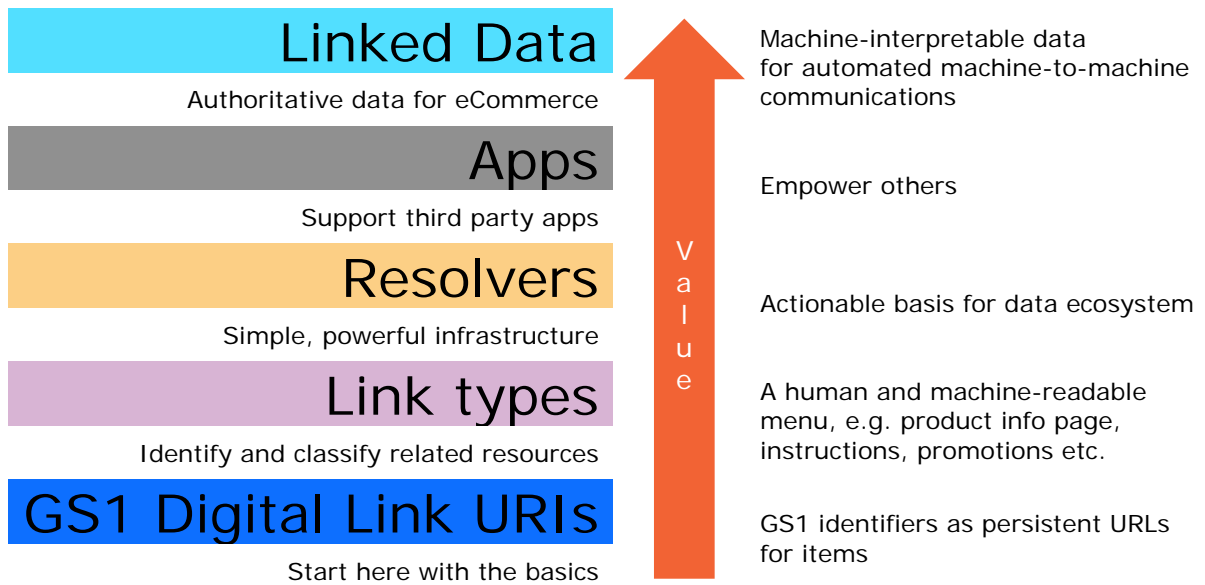 Linked Data
Authoritative data for eCommerce
Apps
Support third party apps
Resolvers
Simple, powerful infrastructure
Link types
Identify and classify related resources
GS1 Digital Link URIs
Start here with the basics
Value
Machine-interpretable data
for automated machine-to-machine
communications
Empower others
Actionable basis for data ecosystem
A human and machine-readable
menu, e.g. product info page,
instructions, promotions etc.
GS1 identifiers as persistent URLs
for items